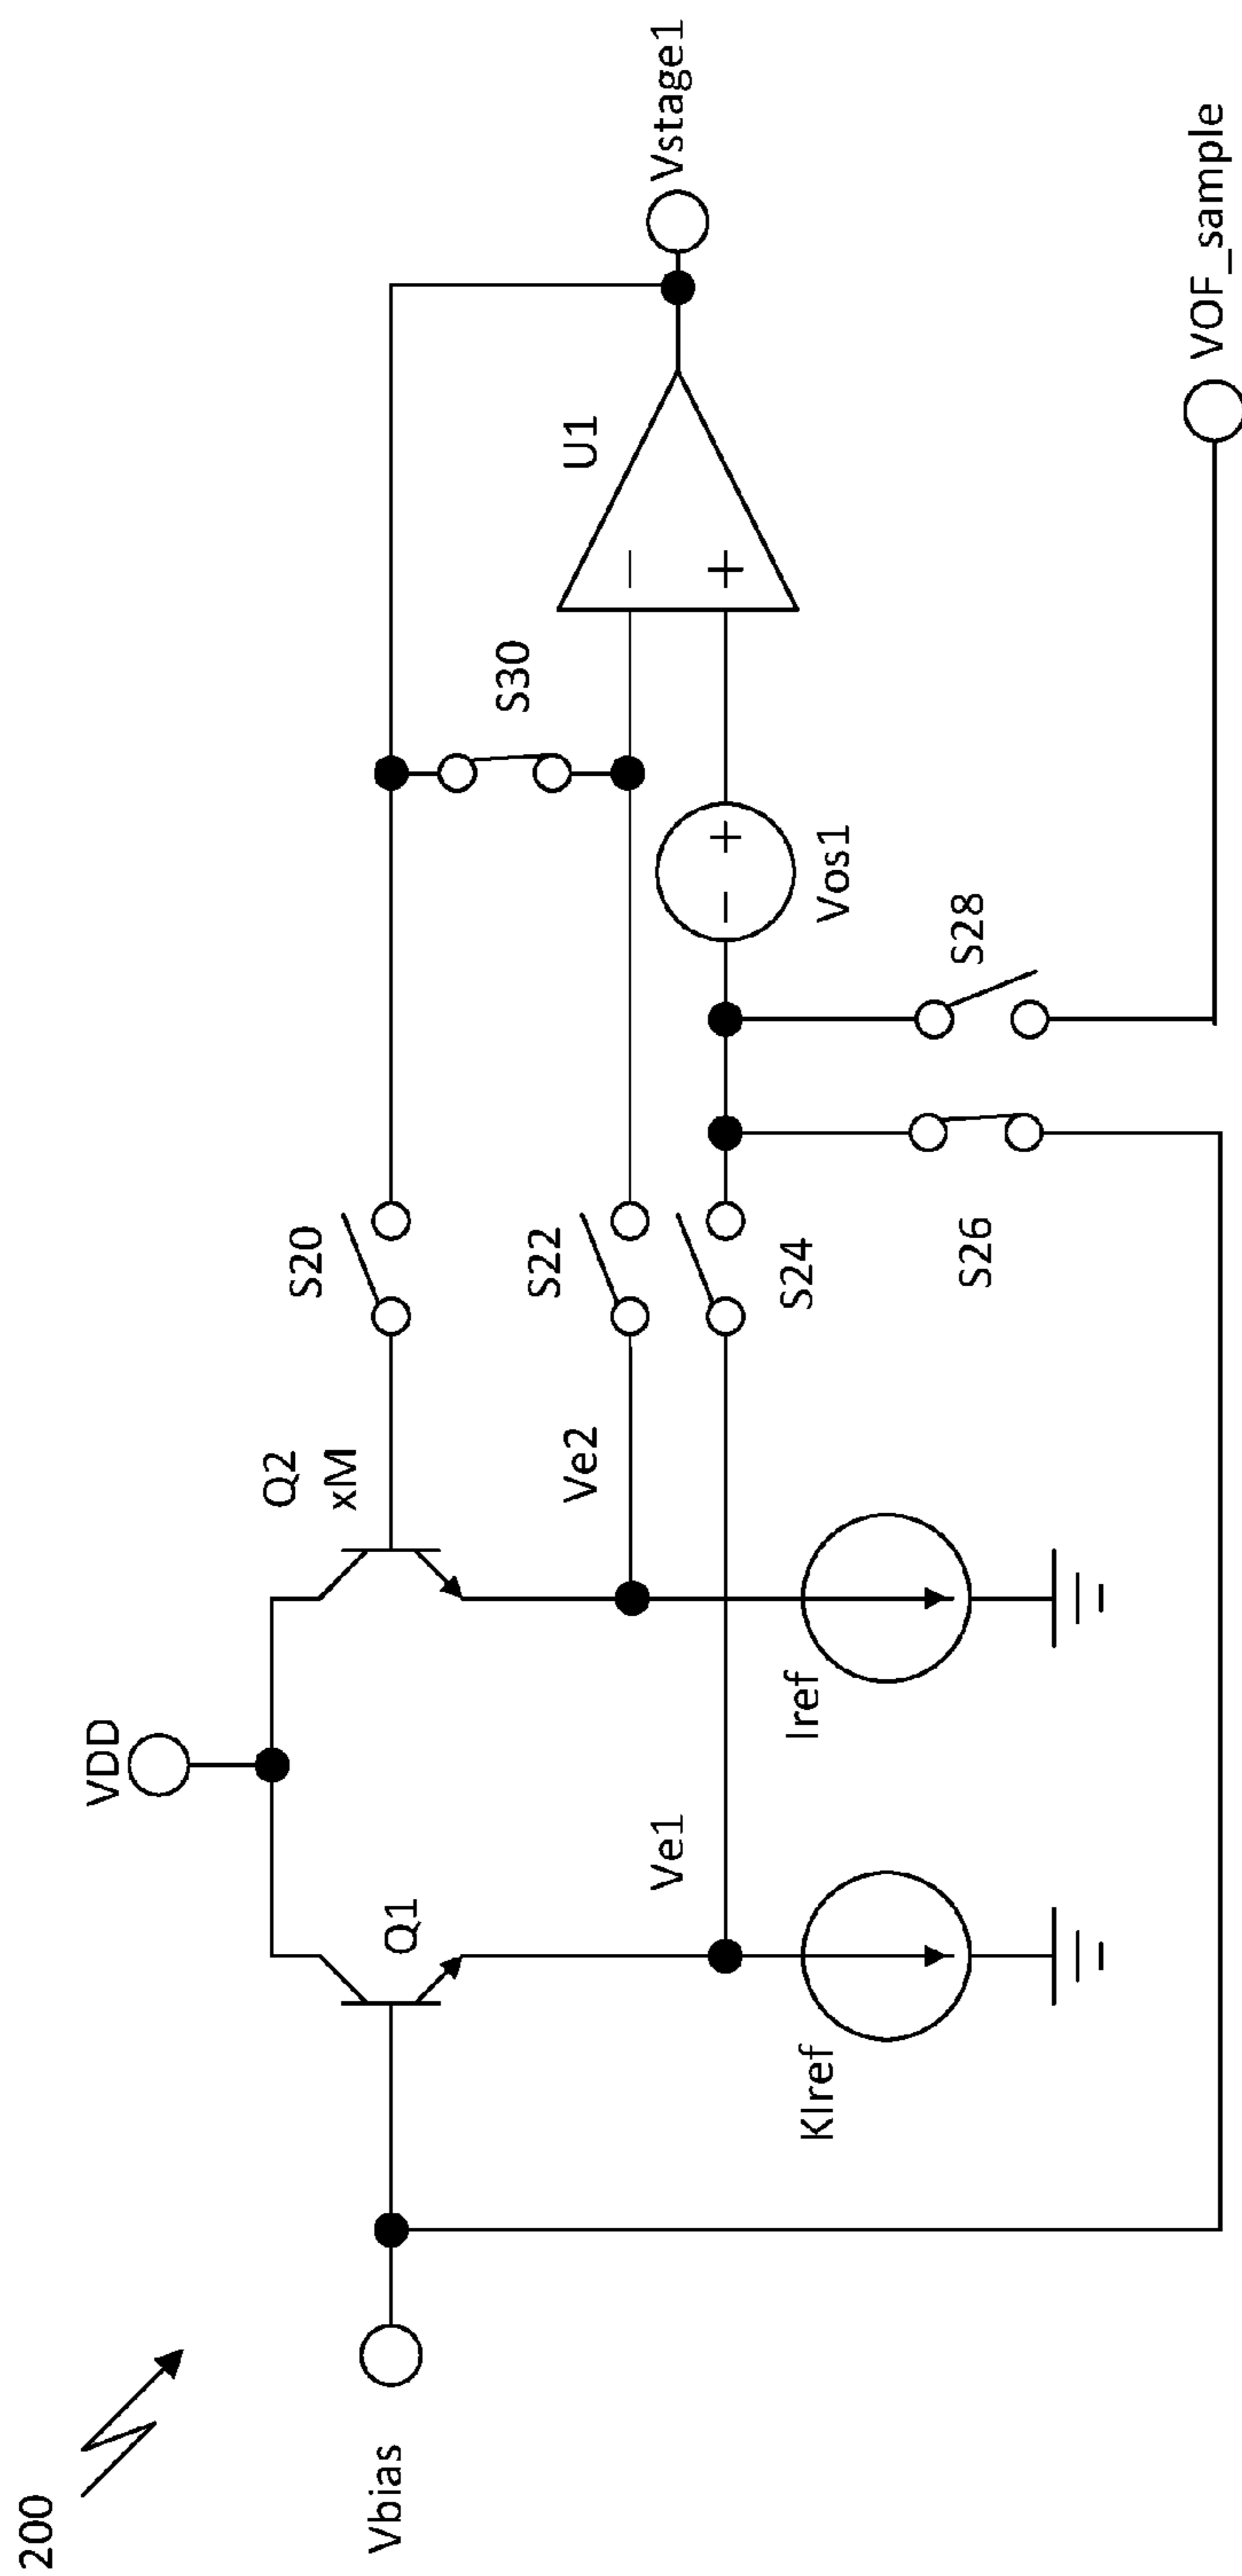 200
VDD
Q2
xM
S20
Q1
S30
U1
Vbias
Ve2
S22
−
Vstage1
Ve1
+
S24
− +
Vos1
KIref
Iref
S26
S28
VOF_sample